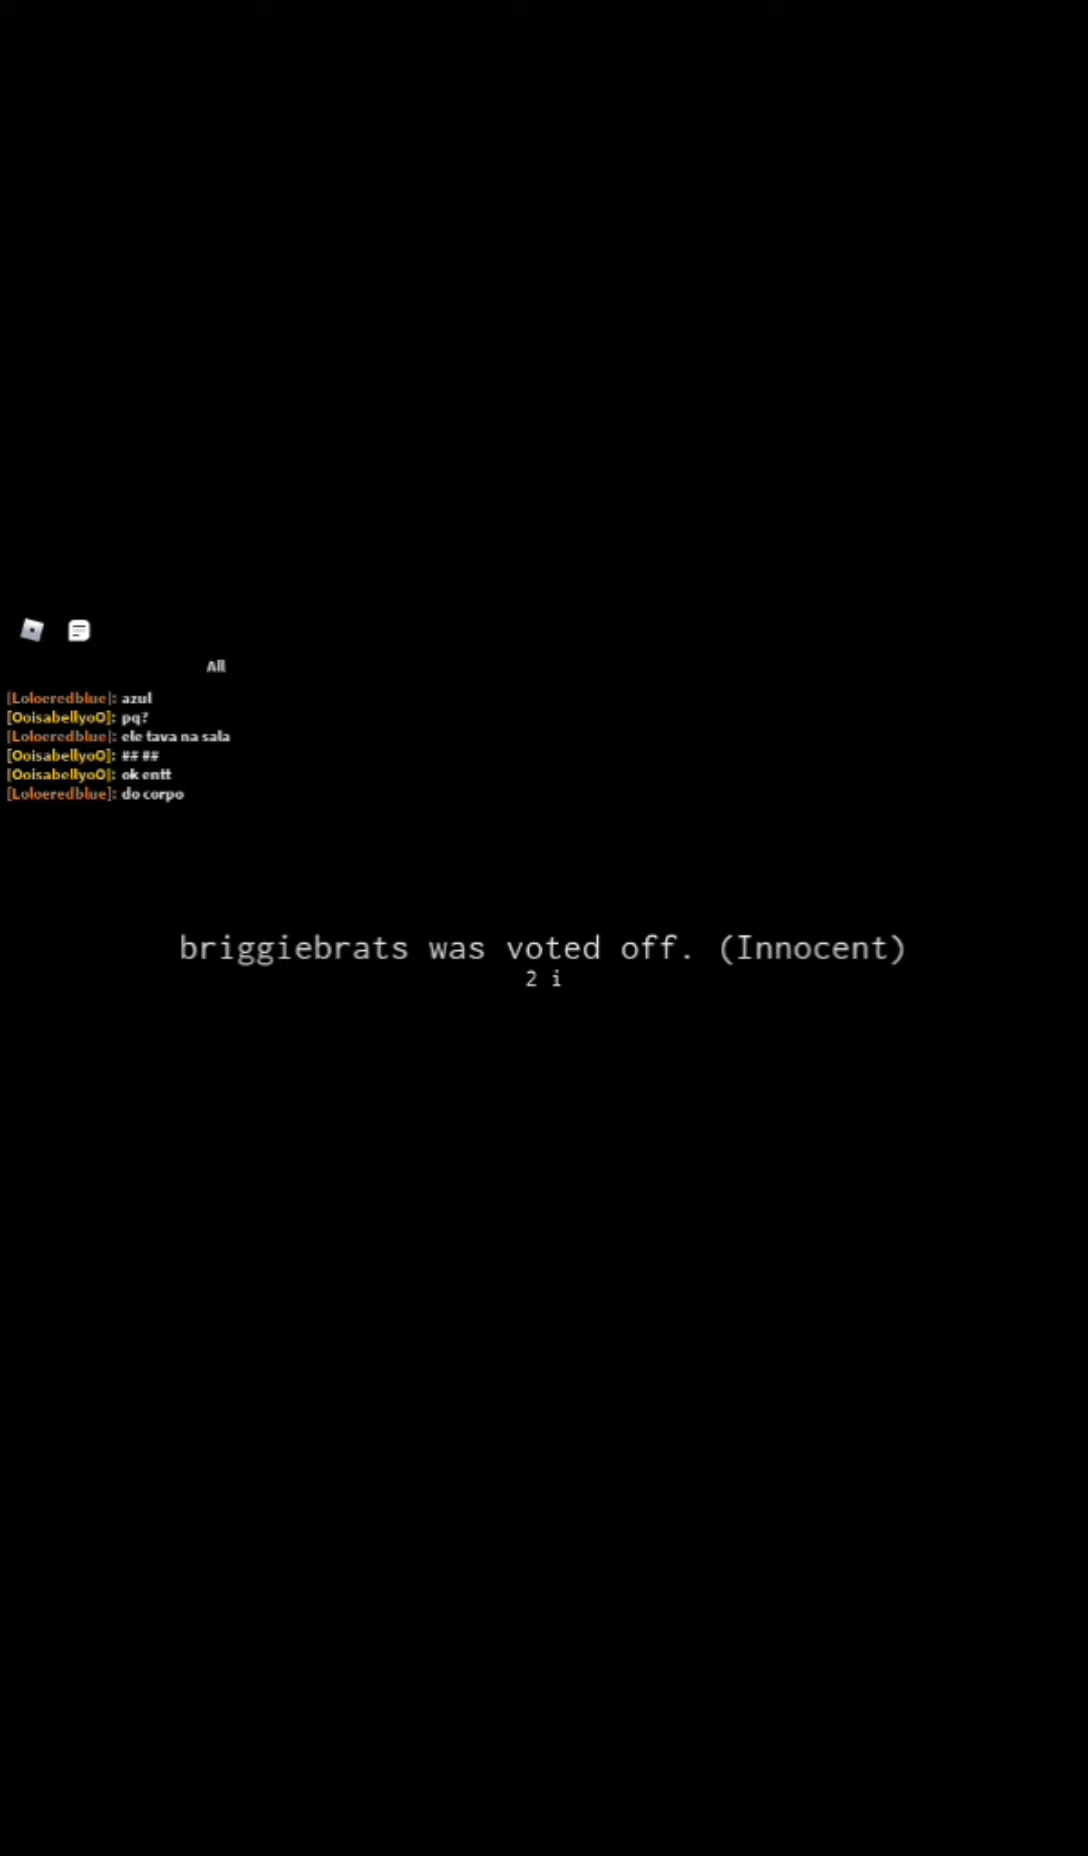 All
[Loloeredblue]: azul
[OoisabellyoO]: pq?
[Loloeredblue]: ele tava na sala
[OoisabellyoO]: ## ##
[OoisabellyoO]: ok entt
[Loloeredblue]: do corpo
briggiebrats was voted off. (Innocent)
2 i